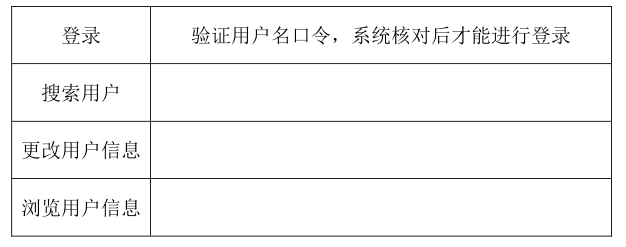 登录 验证用户名口令，系统核对后才能进行登录
搜索用户
更改用户信息
浏览用户信息